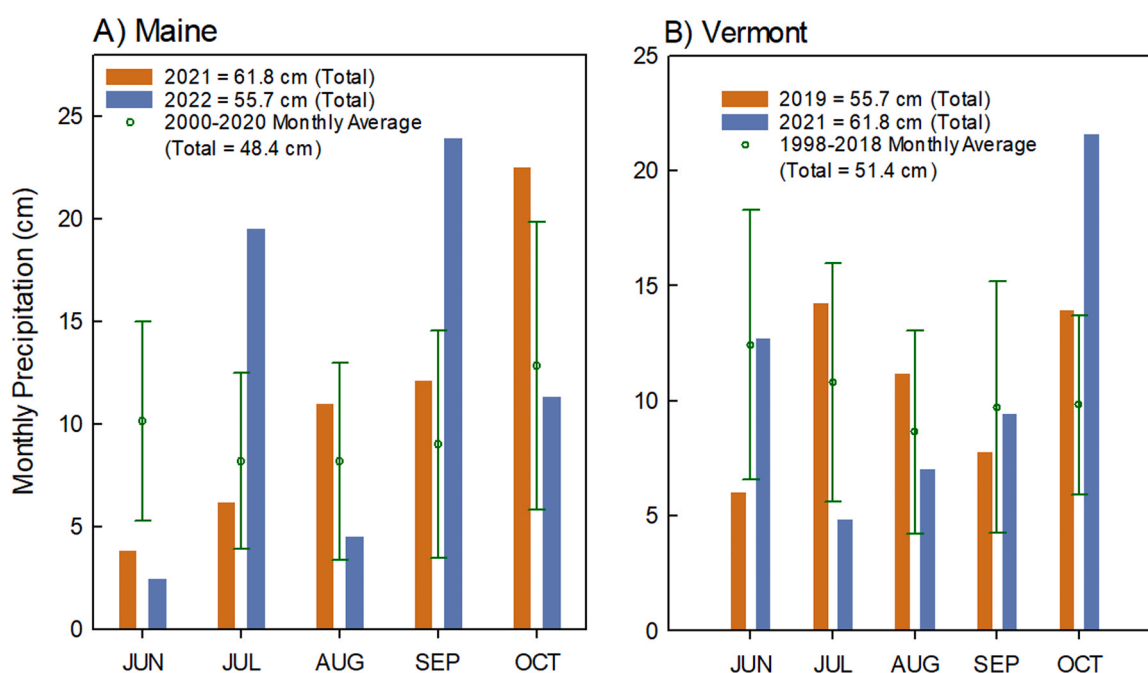 A) Maine
2021 = 61.8 cm (Total)
2022 = 55.7 cm (Total)
2000-2020 Monthly Average
(Total = 48.4 cm)
Monthly Precipitation (cm)
25
20
15
10
5
0
JUN JUL AUG SEP OCT
B) Vermont
2019 = 55.7 cm (Total)
2021 = 61.8 cm (Total)
1998-2018 Monthly Average
(Total = 51.4 cm)
25
20
15
10
5
0
JUN JUL AUG SEP OCT